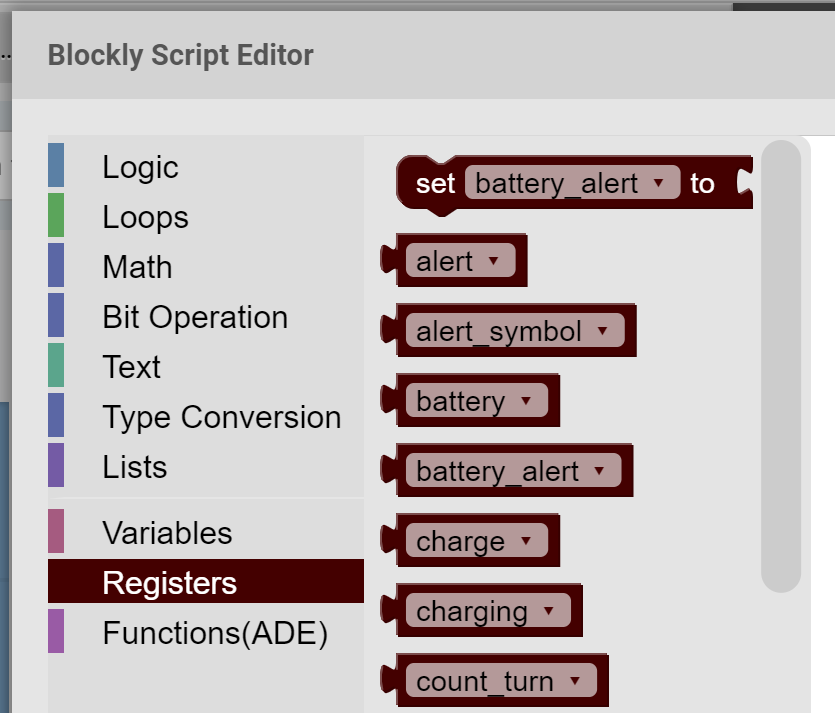 Blockly Script Editor
Logic
Loops
Math
Bit Operation
Text
Type Conversion
Lists
Variables
Registers
Functions(ADE)
set battery_alert to
alert
alert_symbol
battery
battery_alert
charge
charging
count_turn